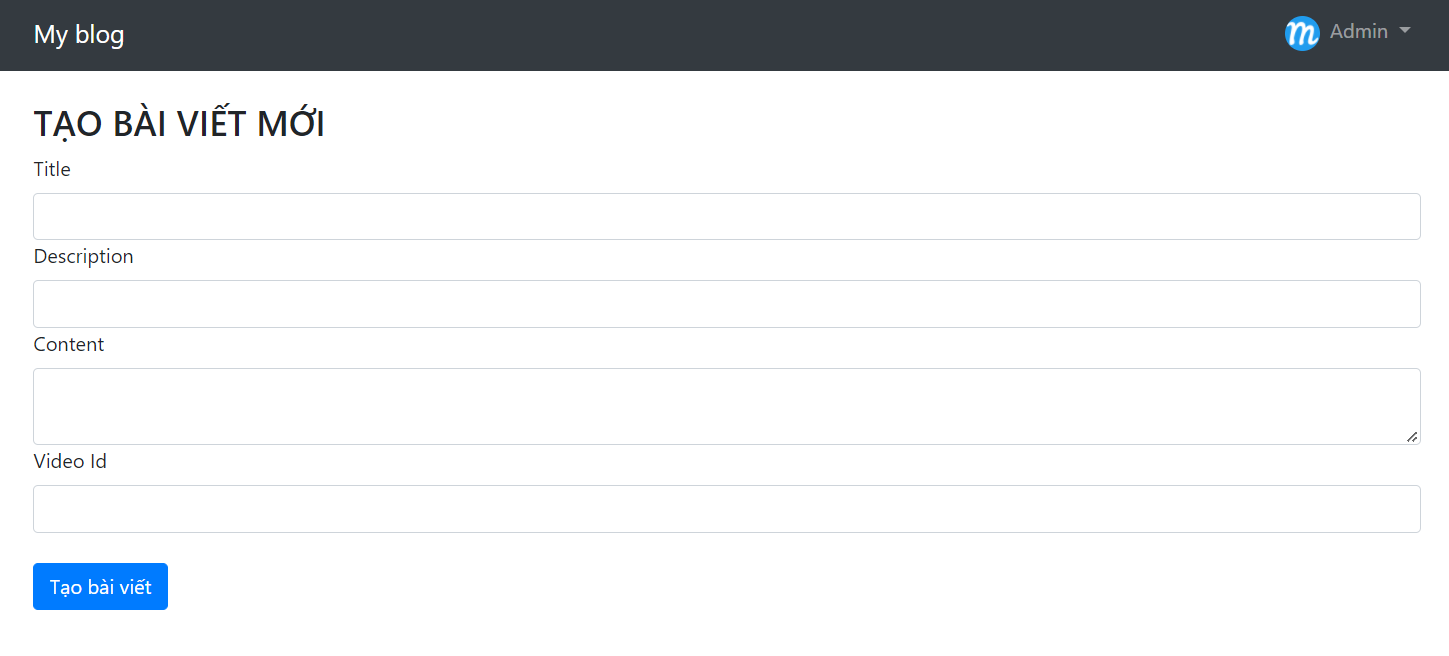 My blog
m Admin
TẠO BÀI VIẾT MỚI
Title
Description
Content
Video Id
Tạo bài viết